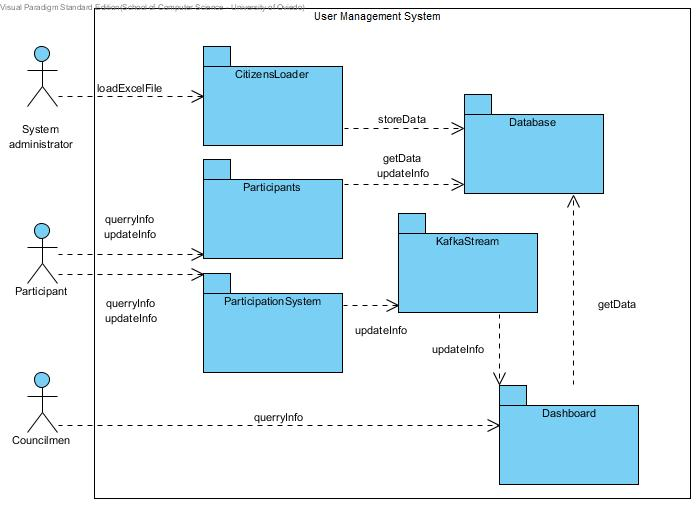 Visual Paradigm Standard Edition(School of Computer Science - University of Oviedo)
User Management System
CitizensLoader
loadExcelFile
System
administrator
storeData
Database
getData
updateInfo
Participants
querryInfo
updateInfo
KafkaStream
Participant
ParticipationSystem
querryInfo
updateInfo
updateInfo
getData
updateInfo
Dashboard
querryInfo
Councilmen